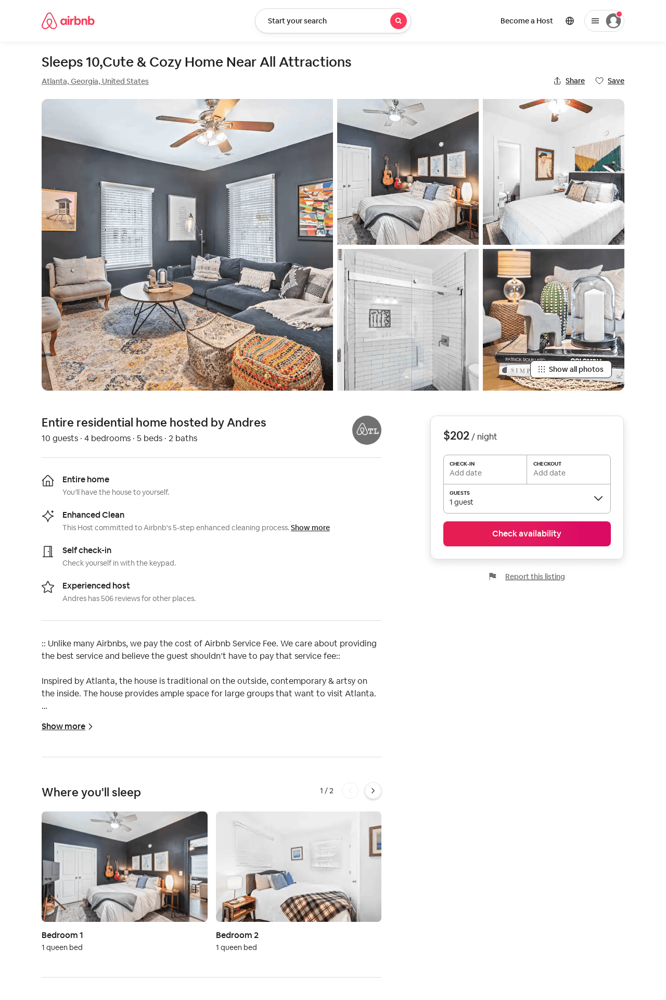 airbnb
Start your search
Become a Host
Sleeps 10,Cute & Cozy Home Near All Attractions
Atlanta, Georgia, United States
Share
Save
PATRICK ROUILLARD
COLOMBIA
SIMP
Show all photos
Entire residential home hosted by Andres
10 guests · 4 bedrooms · 5 beds · 2 baths
ATL
$202 / night
CHECK-IN
Add date
CHECKOUT
Add date
GUESTS
1 guest
Check availability
Report this listing
Entire home
You’ll have the house to yourself.
Enhanced Clean
This Host committed to Airbnb's 5-step enhanced cleaning process. Show more
Self check-in
Check yourself in with the keypad.
Experienced host
Andres has 506 reviews for other places.
:: Unlike many Airbnbs, we pay the cost of Airbnb Service Fee. We care about providing
the best service and believe the guest shouldn’t have to pay that service fee::
Inspired by Atlanta, the house is traditional on the outside, contemporary & artsy on
the inside. The house provides ample space for large groups that want to visit Atlanta.
...
Show more
Where you'll sleep
1 / 2
Bedroom 1
1 queen bed
Bedroom 2
1 queen bed